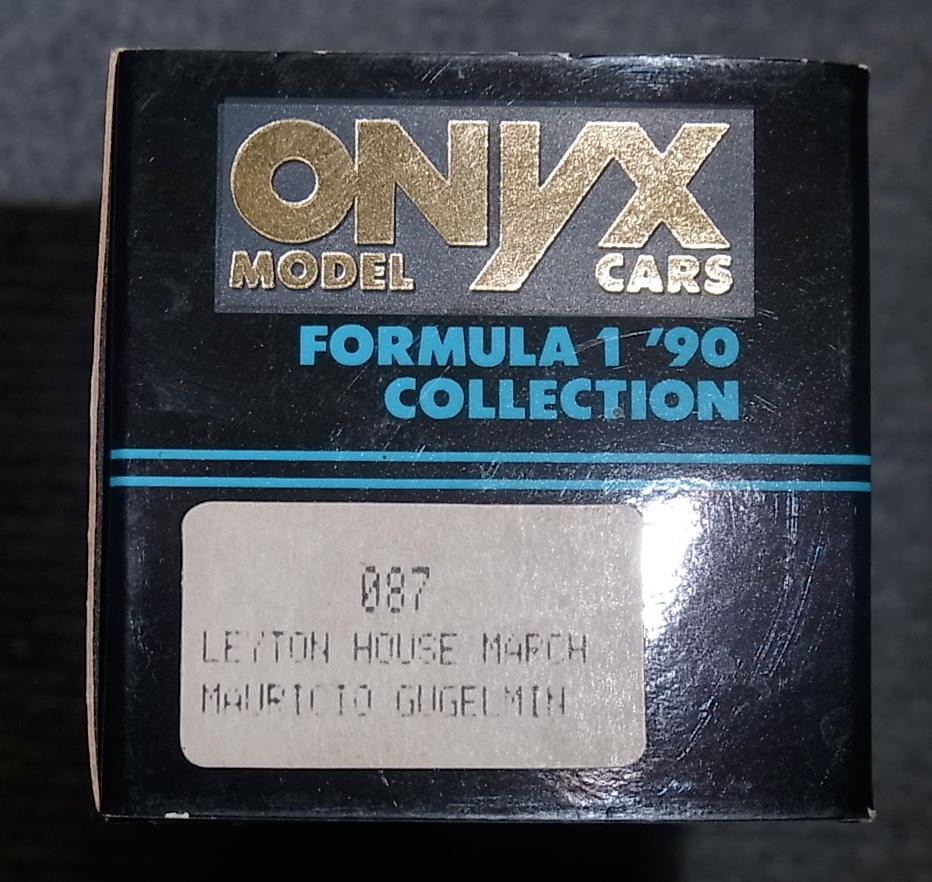 ONYX
MODEL CARS
FORMULA 1 '90
COLLECTION
087
LEYTON HOUSE MARCH
MAURICIO GUGELMIN